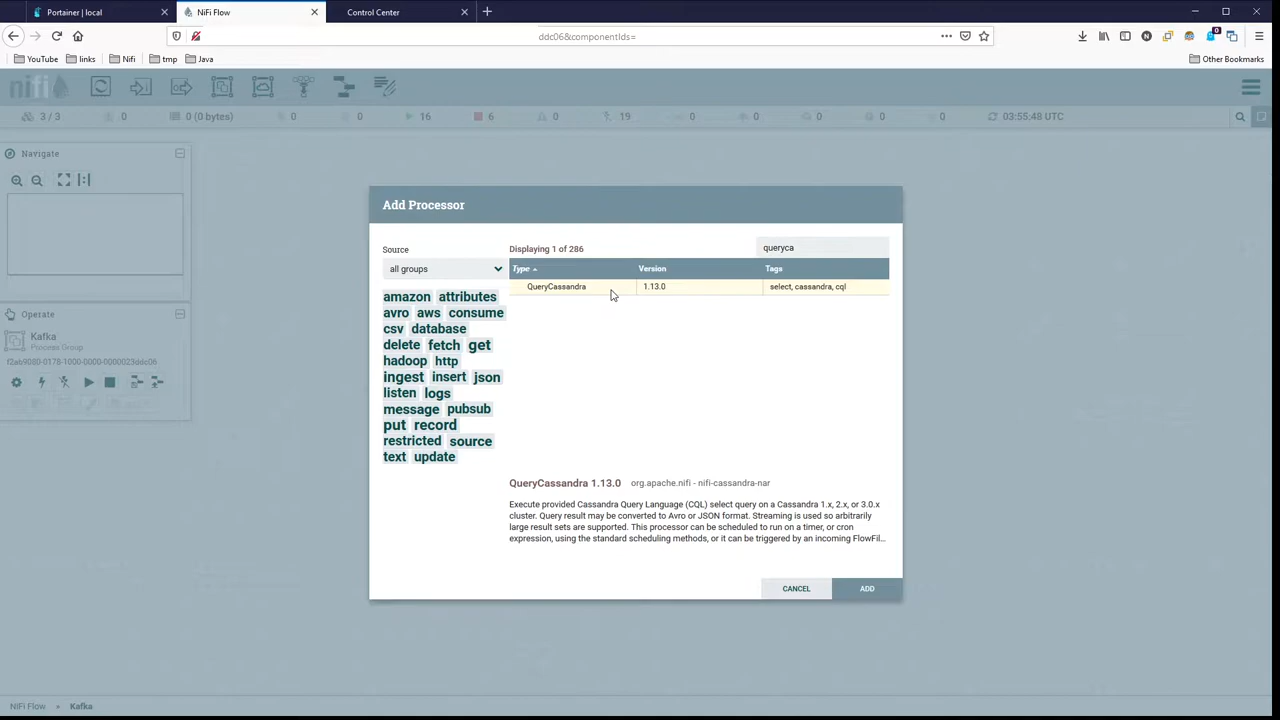 Portainer | local
NiFi Flow
Control Center
ddc06&componentIds=
YouTube
links
Nifi
tmp
Java
Other Bookmarks
nifi
3 / 3
0
0 (0 bytes)
0
0
16
6
0
19
0
0
0
0
0
03:55:48 UTC
Navigate
Operate
Kafka
Process Group
f2ab9080-0178-1000-0000-0000023ddc06
Add Processor
Source
all groups
amazon attributes
avro aws consume
csv database
delete fetch get
hadoop http
ingest insert json
listen logs
message pubsub
put record
restricted source
text update
Displaying 1 of 286
queryca
Type Version Tags
QueryCassandra 1.13.0 select, cassandra, cql
QueryCassandra 1.13.0 org.apache.nifi - nifi-cassandra-nar
Execute provided Cassandra Query Language (CQL) select query on a Cassandra 1.x, 2.x, or 3.0.x
cluster. Query result may be converted to Avro or JSON format. Streaming is used so arbitrarily
large result sets are supported. This processor can be scheduled to run on a timer, or cron
expression, using the standard scheduling methods, or it can be triggered by an incoming FlowFil...
CANCEL
ADD
NiFi Flow » Kafka